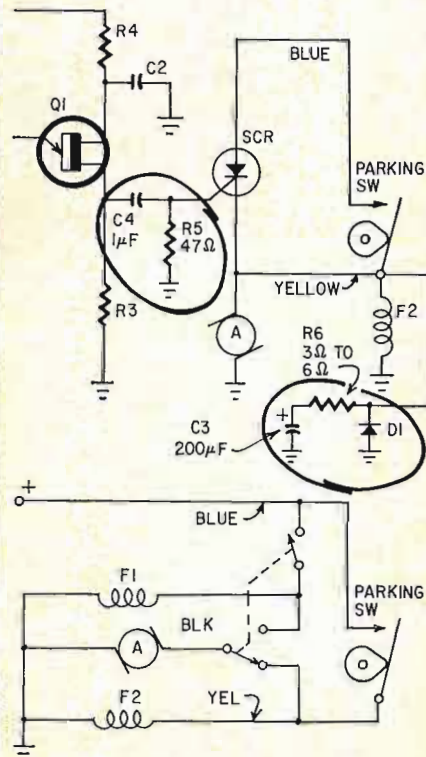 R4
C2
BLUE
Q1
SCR
PARKING
SW
C4
1µF
R5
47Ω
R3
YELLOW
A
F2
R6
3Ω TO
6Ω
+
C3
200µF
D1
+
BLUE
F1
PARKING
SW
BLK
A
F2
YEL